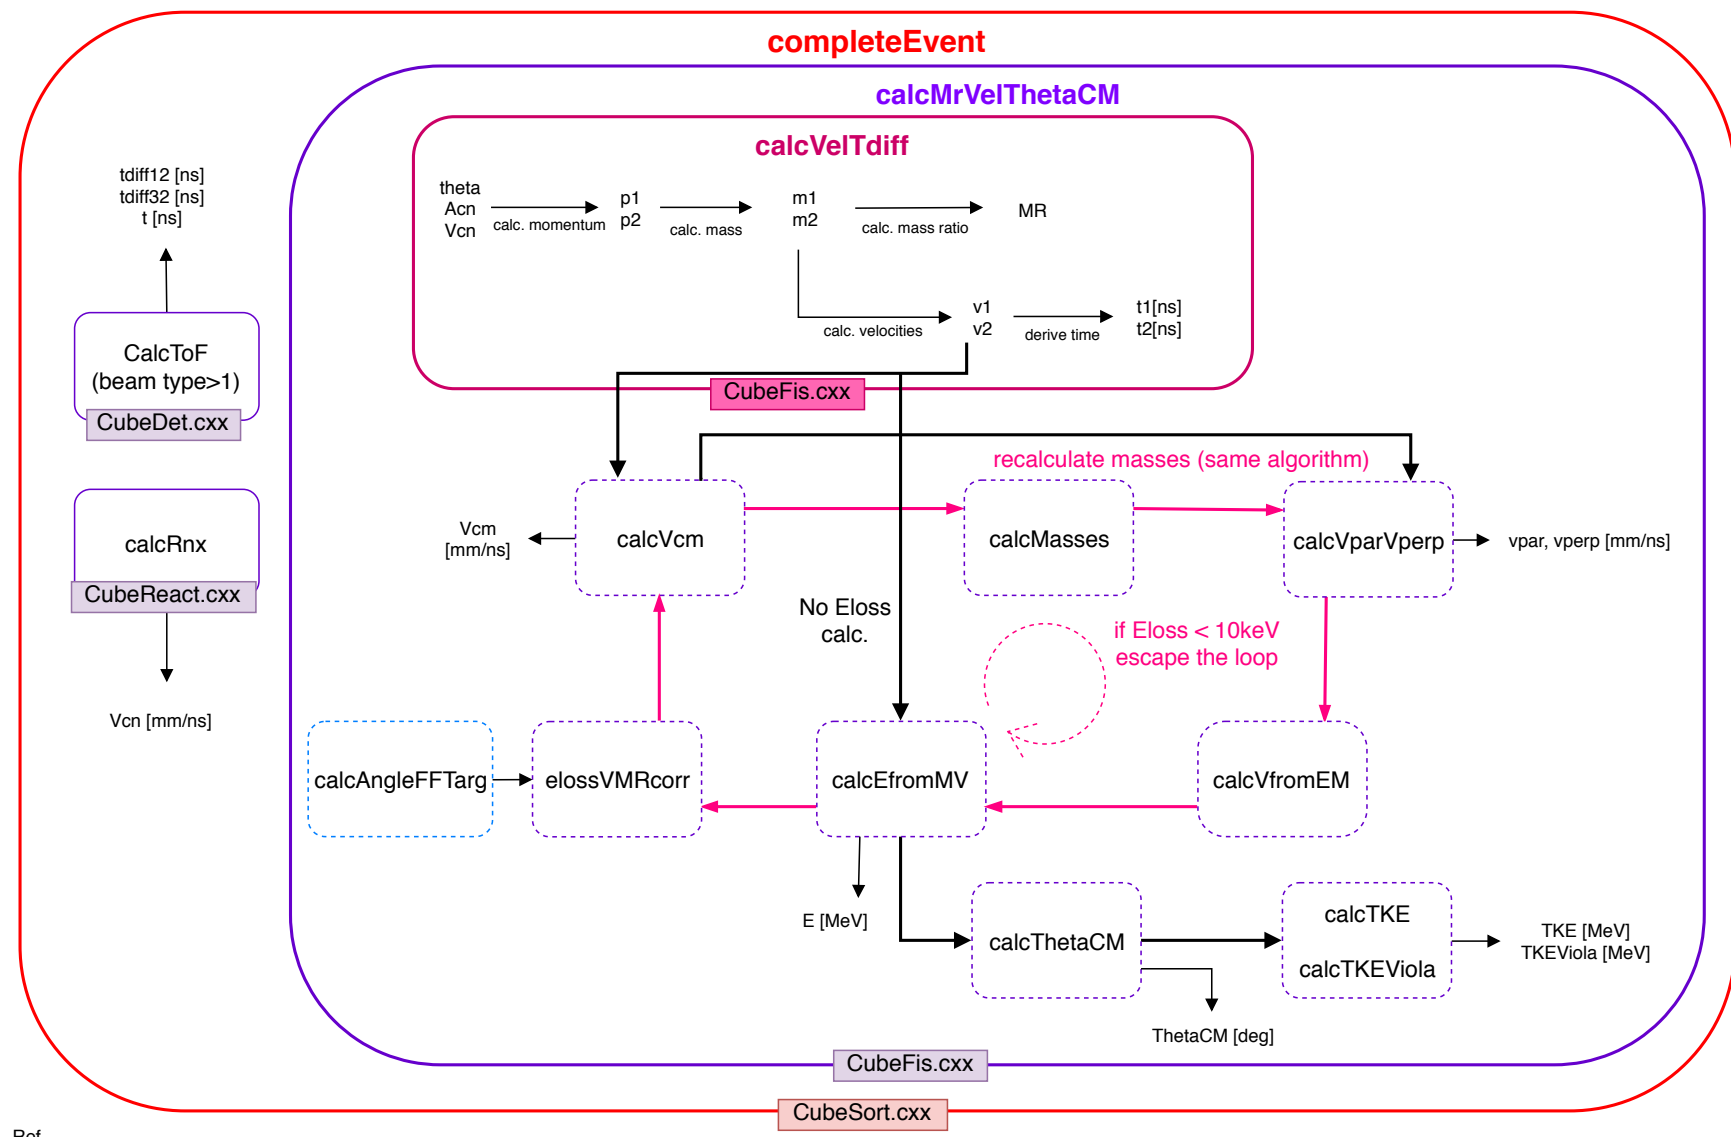 completeEvent
calcMrVelThetaCM
calcVelTdiff
tdiff12 [ns]
tdiff32 [ns]
t [ns]
theta
Acn
Vcn
calc. momentum
p1
p2
calc. mass
m1
m2
calc. mass ratio
MR
calc. velocities
v1
v2
derive time
t1[ns]
t2[ns]
CalcToF
(beam type>1)
CubeDet.cxx
CubeFis.cxx
recalculate masses (same algorithm)
calcRnx
CubeReact.cxx
Vcn [mm/ns]
Vcm
[mm/ns]
calcVcm
calcMasses
calcVparVperp
vpar, vperp [mm/ns]
No Eloss
calc.
if Eloss < 10keV
escape the loop
calcAngleFFTarg
elossVMRcorr
calcEfromMV
calcVfromEM
E [MeV]
calcThetaCM
calcTKE
calcTKEViola
TKE [MeV]
TKEViola [MeV]
ThetaCM [deg]
CubeFis.cxx
CubeSort.cxx
Ref